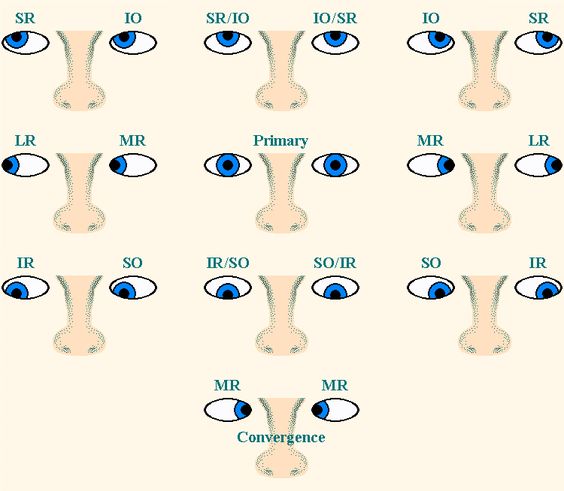 SR IO SR/IO IO/SR IO SR
LR MR Primary MR LR
IR SO IR/SO SO/IR SO IR
MR MR
Convergence